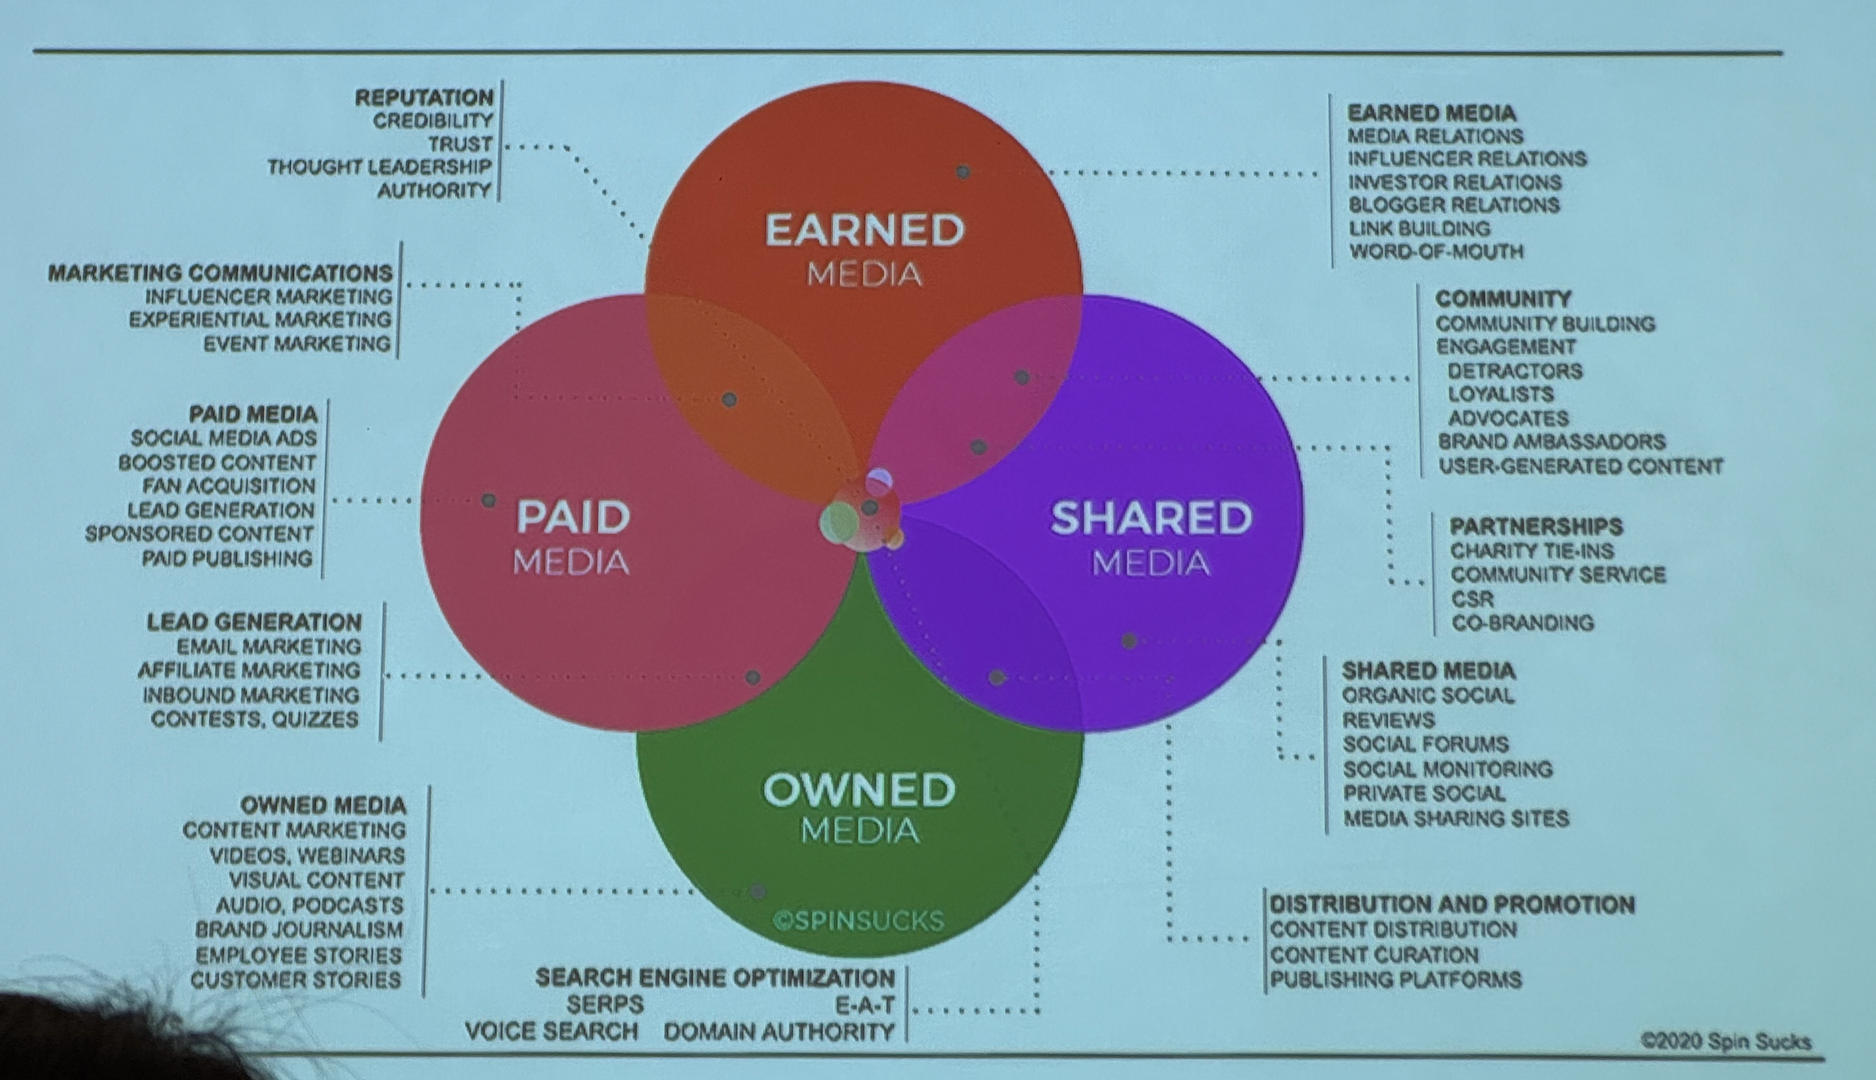 REPUTATION
CREDIBILITY
TRUST
THOUGHT LEADERSHIP
AUTHORITY
MARKETING COMMUNICATIONS
INFLUENCER MARKETING
EXPERIENTIAL MARKETING
EVENT MARKETING
PAID MEDIA
SOCIAL MEDIA ADS
BOOSTED CONTENT
FAN ACQUISITION
LEAD GENERATION
SPONSORED CONTENT
PAID PUBLISHING
LEAD GENERATION
EMAIL MARKETING
AFFILIATE MARKETING
INBOUND MARKETING
CONTESTS, QUIZZES
OWNED MEDIA
CONTENT MARKETING
VIDEOS, WEBINARS
VISUAL CONTENT
AUDIO, PODCASTS
BRAND JOURNALISM
EMPLOYEE STORIES
CUSTOMER STORIES
EARNED
MEDIA
PAID
MEDIA
SHARED
MEDIA
OWNED
MEDIA
©SPINSUCKS
SEARCH ENGINE OPTIMIZATION
SERPS E-A-T
VOICE SEARCH DOMAIN AUTHORITY
EARNED MEDIA
MEDIA RELATIONS
INFLUENCER RELATIONS
INVESTOR RELATIONS
BLOGGER RELATIONS
LINK BUILDING
WORD-OF-MOUTH
COMMUNITY
COMMUNITY BUILDING
ENGAGEMENT
DETRACTORS
LOYALISTS
ADVOCATES
BRAND AMBASSADORS
USER-GENERATED CONTENT
PARTNERSHIPS
CHARITY TIE-INS
COMMUNITY SERVICE
CSR
CO-BRANDING
SHARED MEDIA
ORGANIC SOCIAL
REVIEWS
SOCIAL FORUMS
SOCIAL MONITORING
PRIVATE SOCIAL
MEDIA SHARING SITES
DISTRIBUTION AND PROMOTION
CONTENT DISTRIBUTION
CONTENT CURATION
PUBLISHING PLATFORMS
©2020 Spin Sucks